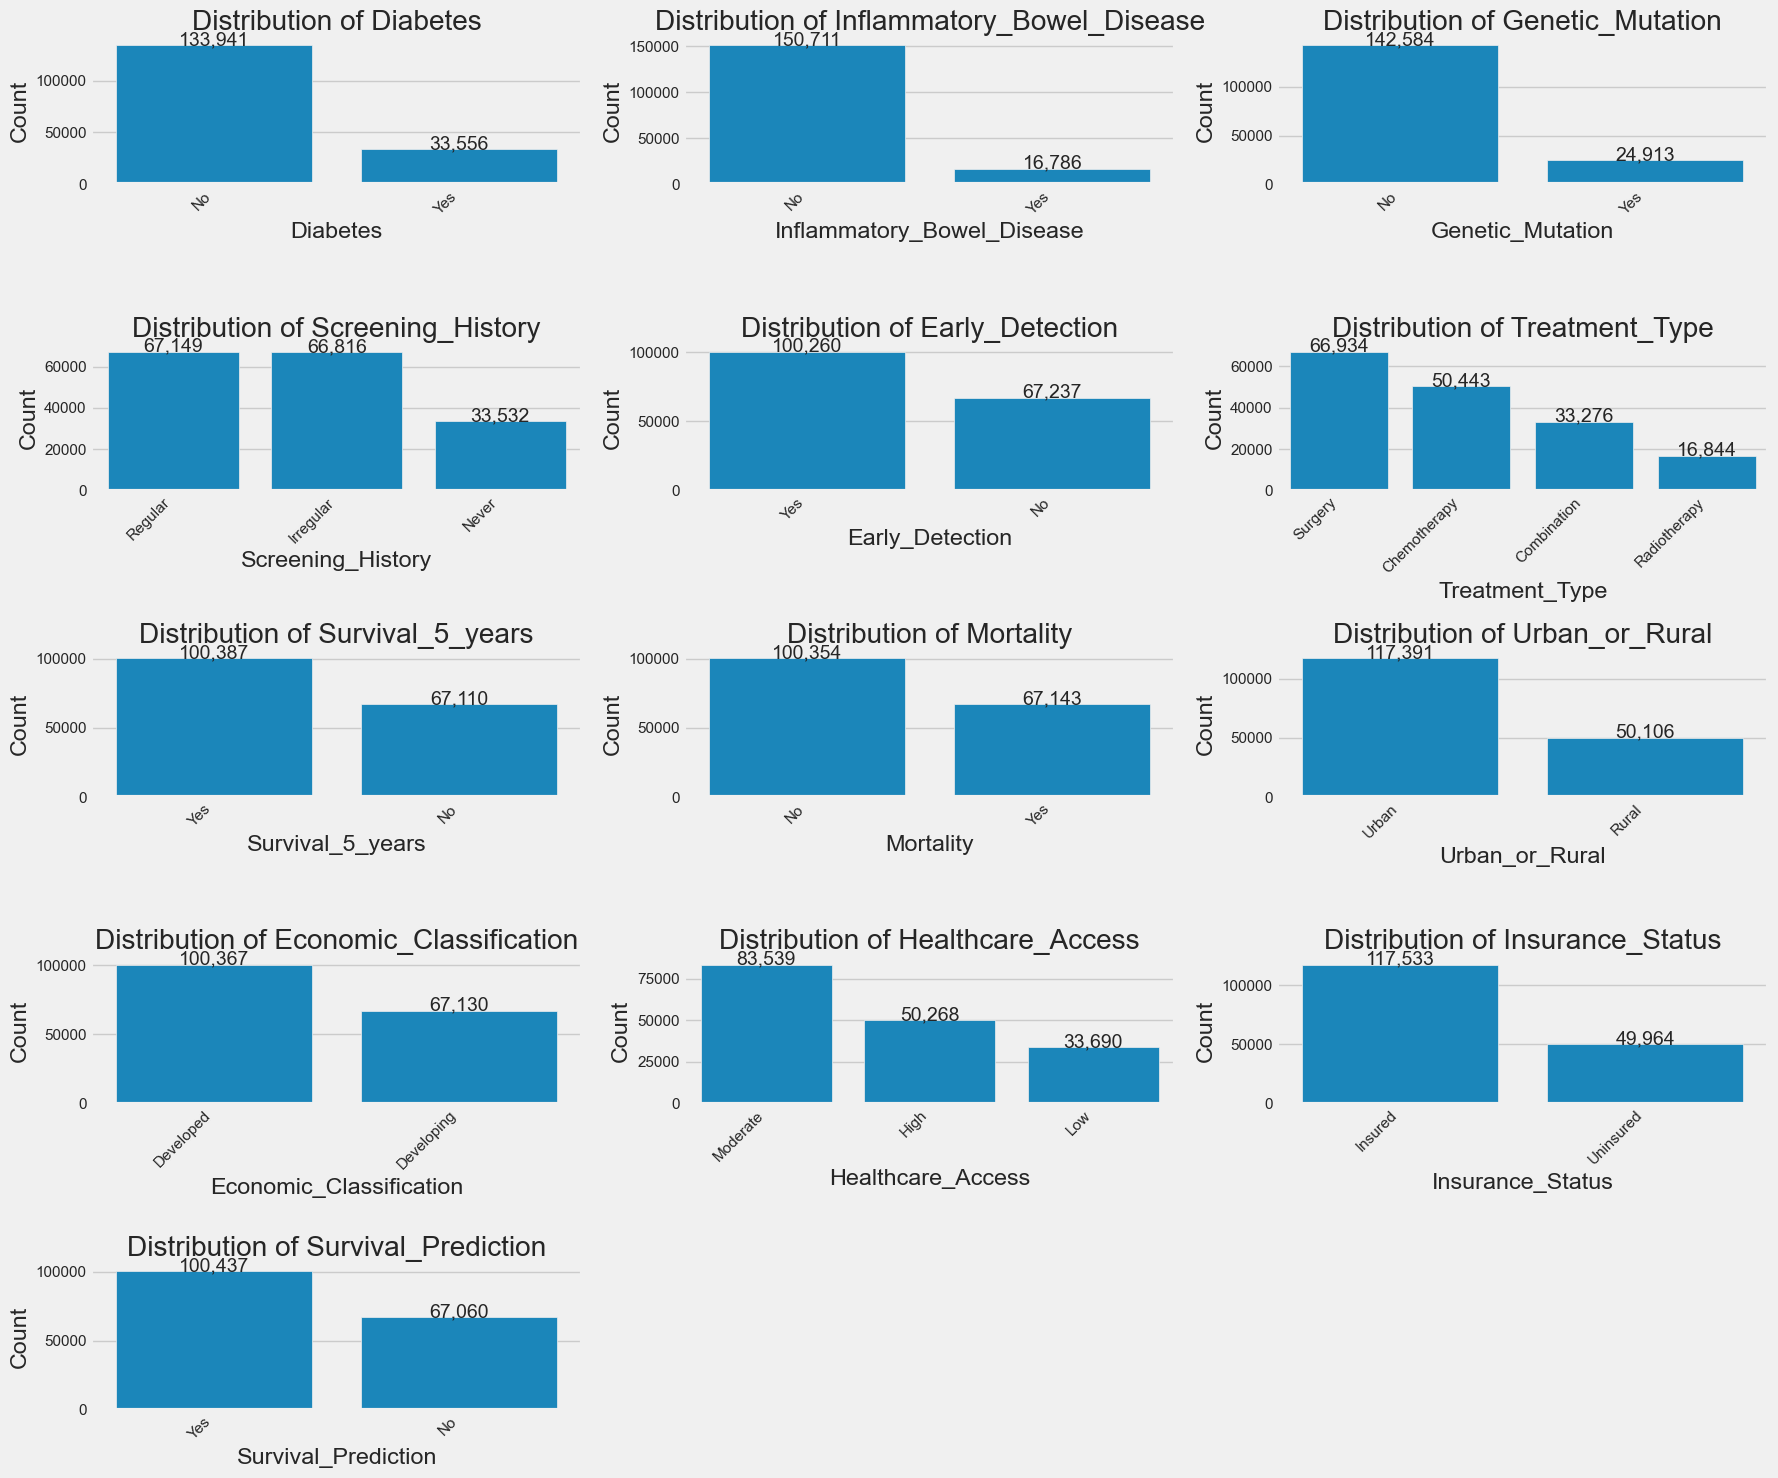 Distribution of Diabetes
133,941
33,556
100000
50000
0
Count
No
Yes
Diabetes
Distribution of Inflammatory_Bowel_Disease
150,711
16,786
150000
100000
50000
0
Count
No
Yes
Inflammatory_Bowel_Disease
Distribution of Genetic_Mutation
142,584
24,913
100000
50000
0
Count
No
Yes
Genetic_Mutation
Distribution of Screening_History
67,149
66,816
33,532
60000
40000
20000
0
Count
Regular
Irregular
Never
Screening_History
Distribution of Early_Detection
100,260
67,237
100000
50000
0
Count
Yes
No
Early_Detection
Distribution of Treatment_Type
66,934
50,443
33,276
16,844
60000
40000
20000
0
Count
Surgery
Chemotherapy
Combination
Radiotherapy
Treatment_Type
Distribution of Survival_5_years
100,387
67,110
100000
50000
0
Count
Yes
No
Survival_5_years
Distribution of Mortality
100,354
67,143
100000
50000
0
Count
No
Yes
Mortality
Distribution of Urban_or_Rural
117,391
50,106
100000
50000
0
Count
Urban
Rural
Urban_or_Rural
Distribution of Economic_Classification
100,367
67,130
100000
50000
0
Count
Developed
Developing
Economic_Classification
Distribution of Healthcare_Access
83,539
50,268
33,690
75000
50000
25000
0
Count
Moderate
High
Low
Healthcare_Access
Distribution of Insurance_Status
117,533
49,964
100000
50000
0
Count
Insured
Uninsured
Insurance_Status
Distribution of Survival_Prediction
100,437
67,060
100000
50000
0
Count
Yes
No
Survival_Prediction